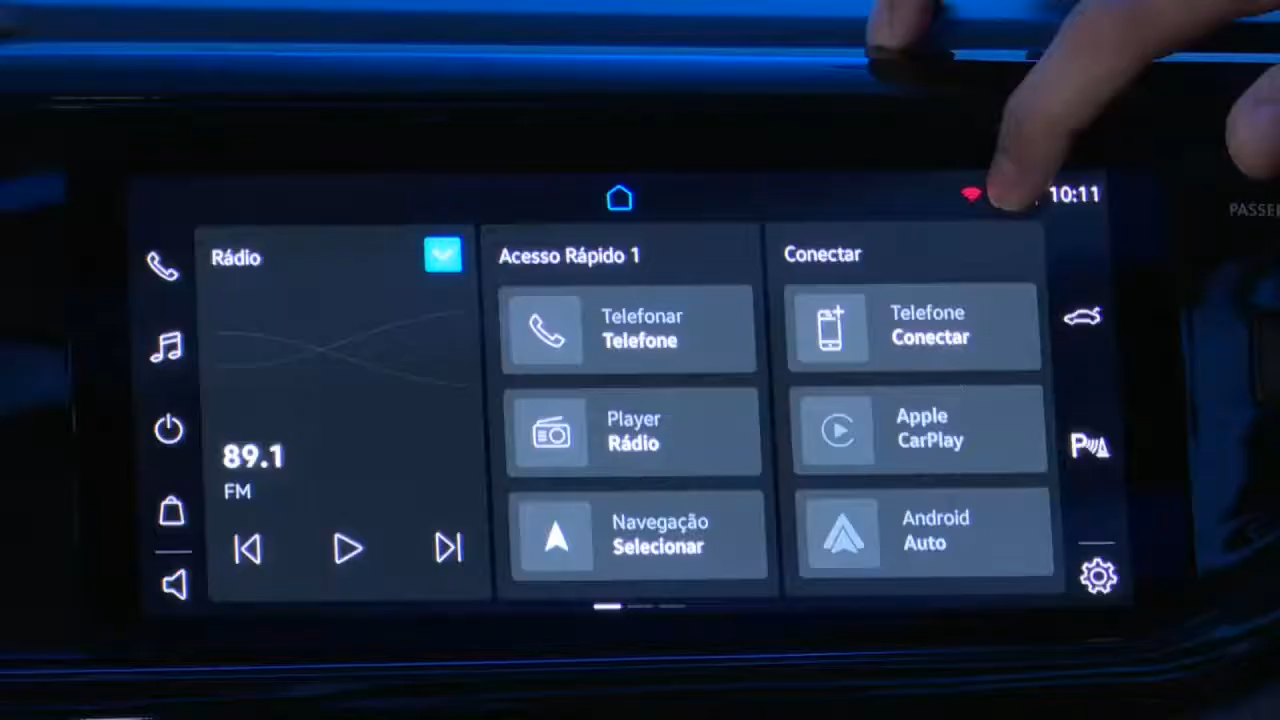 10:11
PASSE
Rádio
89.1
FM
Acesso Rápido 1
Telefonar
Telefone
Player
Rádio
Navegação
Selecionar
Conectar
Telefone
Conectar
Apple
CarPlay
Android
Auto
P